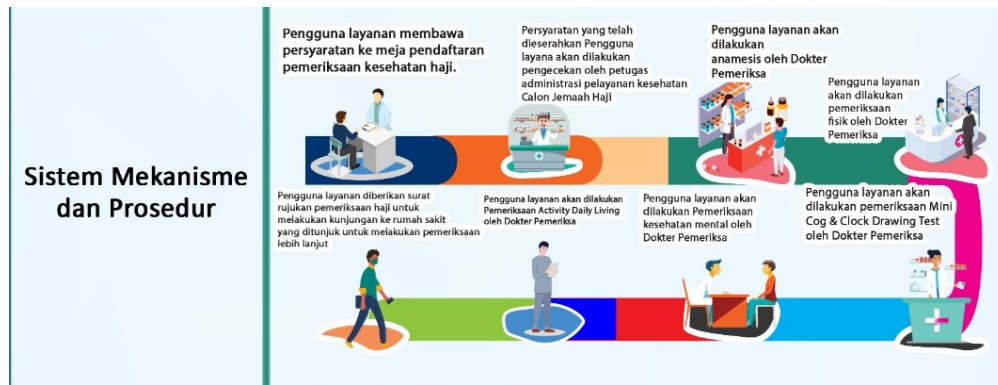 Sistem Mekanisme
dan Prosedur
Pengguna layanan membawa
persyaratan ke meja pendaftaran
pemeriksaan kesehatan haji.
Persyaratan yang telah
dieserahkan Pengguna
layana akan dilakukan
pengecekan oleh petugas
administrasi pelayanan kesehatan
Calon Jemaah Haji
Pengguna layanan akan
dilakukan
anamesis oleh Dokter
Pemeriksa
Pengguna layanan
akan dilakukan
pemeriksaan
fisik oleh Dokter
Pemeriksa
Pengguna layanan akan
dilakukan pemeriksaan Mini
Cog & Clock Drawing Test
oleh Dokter Pemeriksa
Pengguna layanan akan
dilakukan Pemeriksaan
kesehatan mental oleh
Dokter Pemeriksa
Pengguna layanan akan dilakukan
Pemeriksaan Activity Daily Living
oleh Dokter Pemeriksa
Pengguna layanan diberikan surat
rujukan pemeriksaan haji untuk
melakukan kunjungan ke rumah sakit
yang ditunjuk untuk melakukan pemeriksaan
lebih lanjut